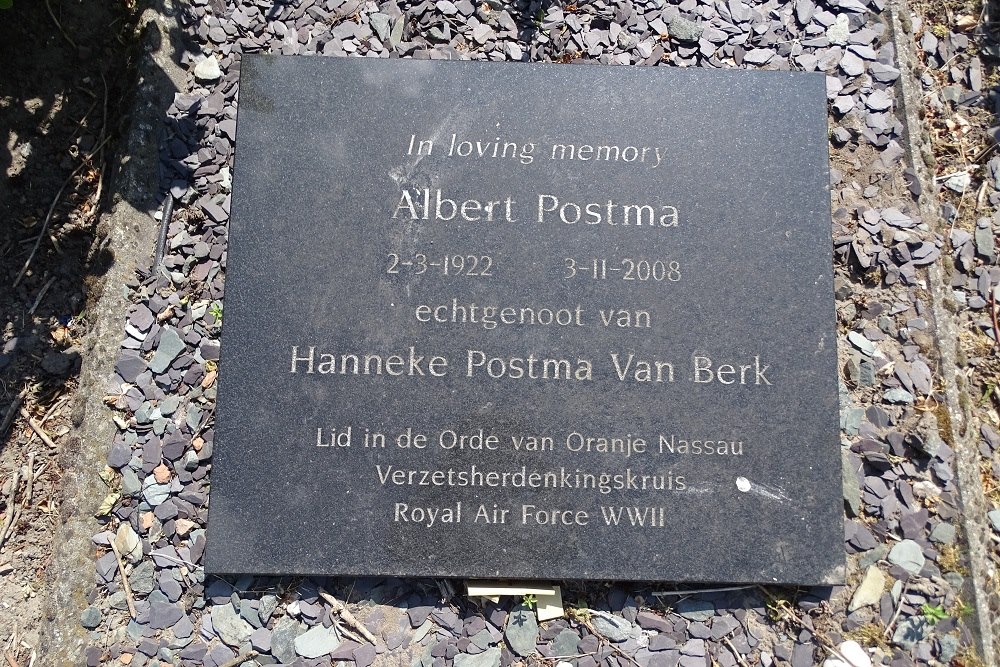 In loving memory
Albert Postma
2-3-1922 3-11-2008
echtgenoot van
Hanneke Postma Van Berk
Lid in de Orde van Oranje Nassau
Verzetsherdenkingskruis
Royal Air Force WWII